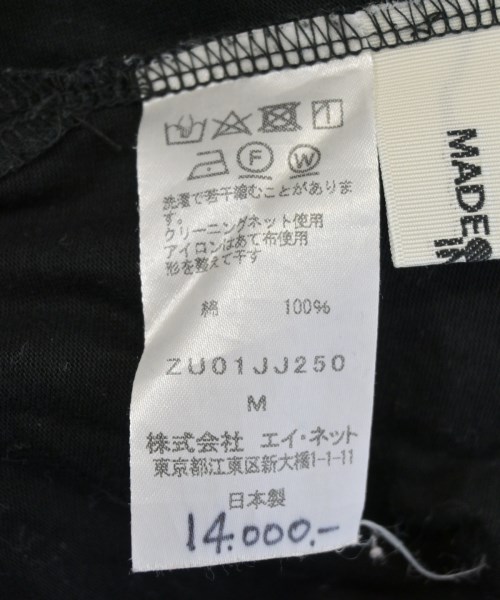 F W
洗濯で若干縮むことがありま
す。
クリーニングネット使用
アイロンはあて布使用
形を整えて干す
綿 100%
ZU01JJ250
M
株式会社 エイ・ネット
東京都江東区新大橋1-1-11
日本製
14.000.-
MADE